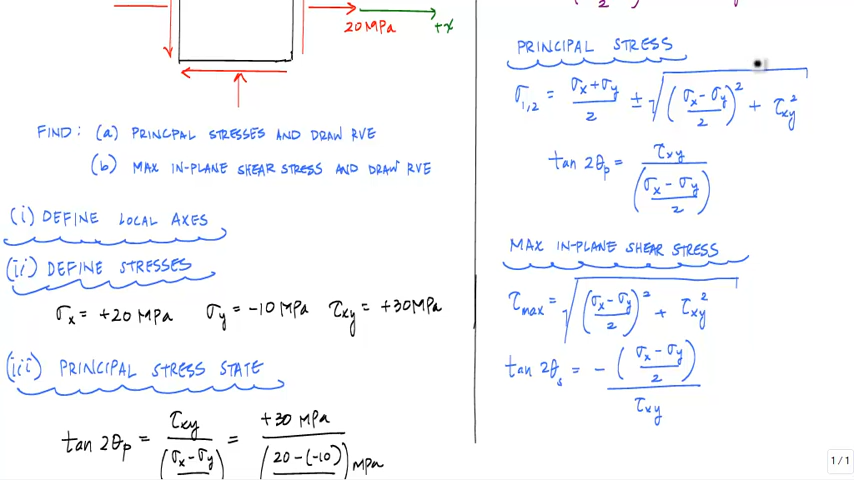 20 MPa
+x
FIND: (a) PRINCPAL STRESSES AND DRAW RVE
(b) MAX IN-PLANE SHEAR STRESS AND DRAW RVE
(i) DEFINE LOCAL AXES
(ii) DEFINE STRESSES
σx = +20 MPa σy = -10 MPa τxy = +30 MPa
(iii) PRINCIPAL STRESS STATE
tan 2θp = τxy / (σx - σy = +30 MPa / (20 - (-10)) MPa
2
PRINCIPAL STRESS
σ1,2 = σx + σy / 2 ± √((σx - σy / 2)² + τxy²
tan 2θp = τxy / (σx - σy / 2)
MAX IN-PLANE SHEAR STRESS
τmax = √((σx - σy / 2)² + τxy²
tan 2θs = - (σx - σy / 2) / τxy
1/1